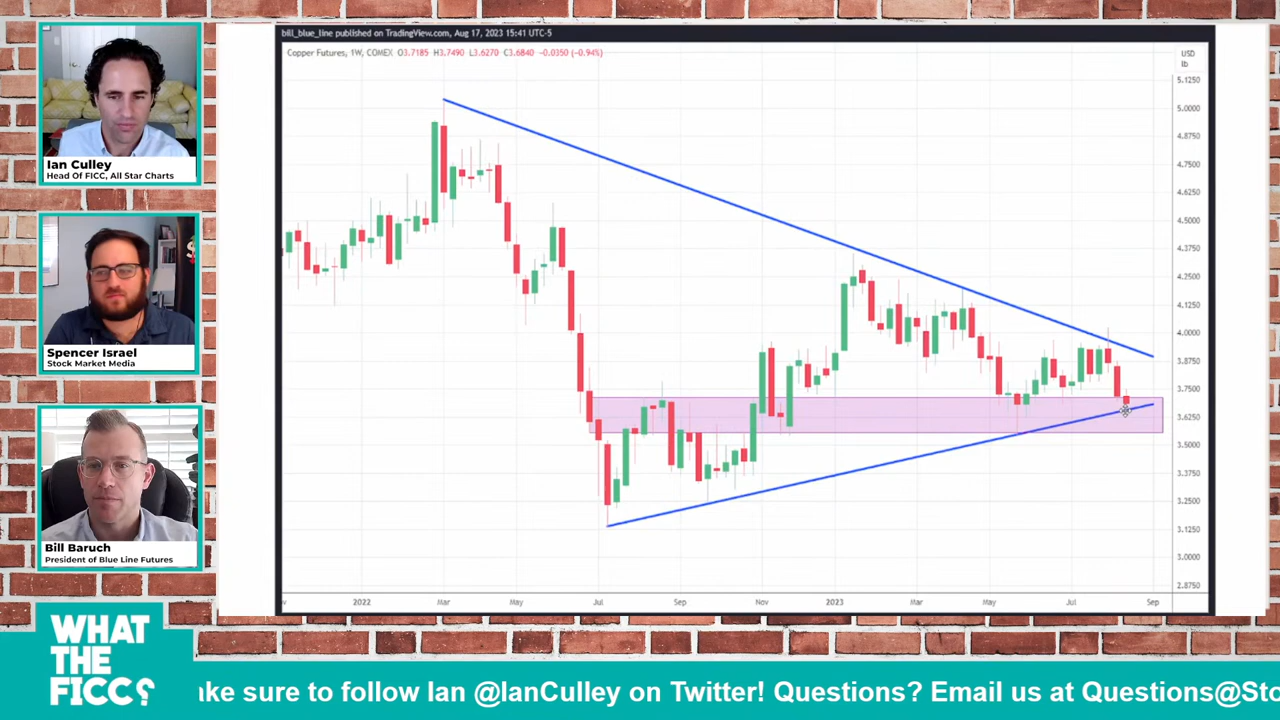 bill_blue_line published on TradingView.com, Aug 17, 2023 15:41 UTC-5
Copper Futures, 1W, COMEX O3.7185 H3.7490 L3.6270 C3.6840 -0.0350 (-0.94%)
USD
lb
5.1250
5.0000
4.8750
4.7500
4.6250
4.5000
4.3750
4.2500
4.1250
4.0000
3.8750
3.7500
3.6250
3.5000
3.3750
3.2500
3.1250
3.0000
2.8750
2022 Mar May Jul Sep Nov 2023 Mar May Jul Sep
Ian Culley
Head Of FICC, All Star Charts
Spencer Israel
Stock Market Media
Bill Baruch
President of Blue Line Futures
WHAT
THE
FICC?
ake sure to follow Ian @IanCulley on Twitter! Questions? Email us at Questions@Sto